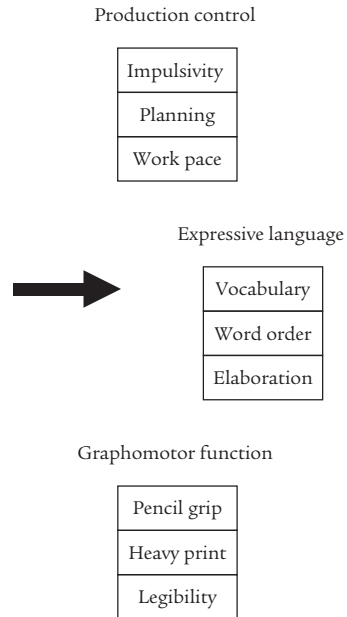 Production control
Impulsivity
Planning
Work pace
Expressive language
Vocabulary
Word order
Elaboration
Graphomotor function
Pencil grip
Heavy print
Legibility